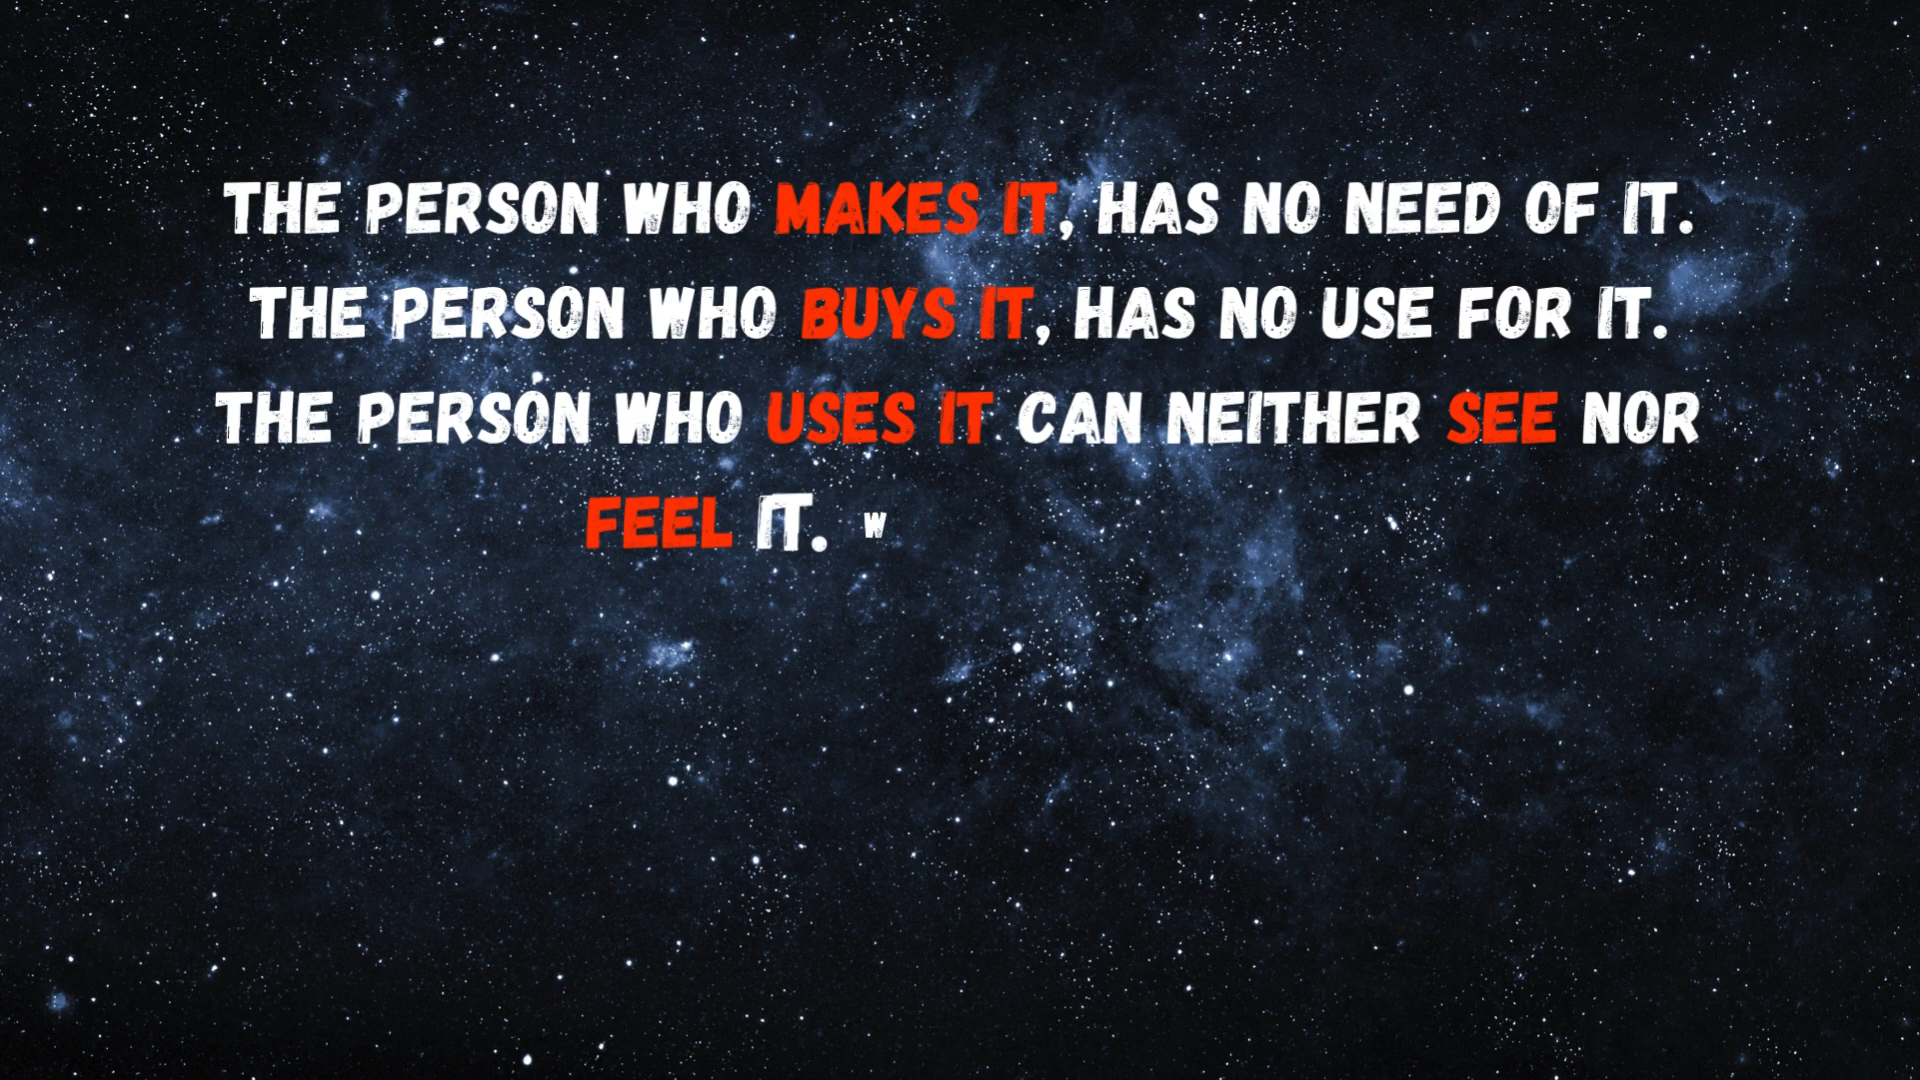 THE PERSON WHO MAKES IT, HAS NO NEED OF IT.
THE PERSON WHO BUYS IT, HAS NO USE FOR IT.
THE PERSON WHO USES IT CAN NEITHER SEE NOR
FEEL IT. W